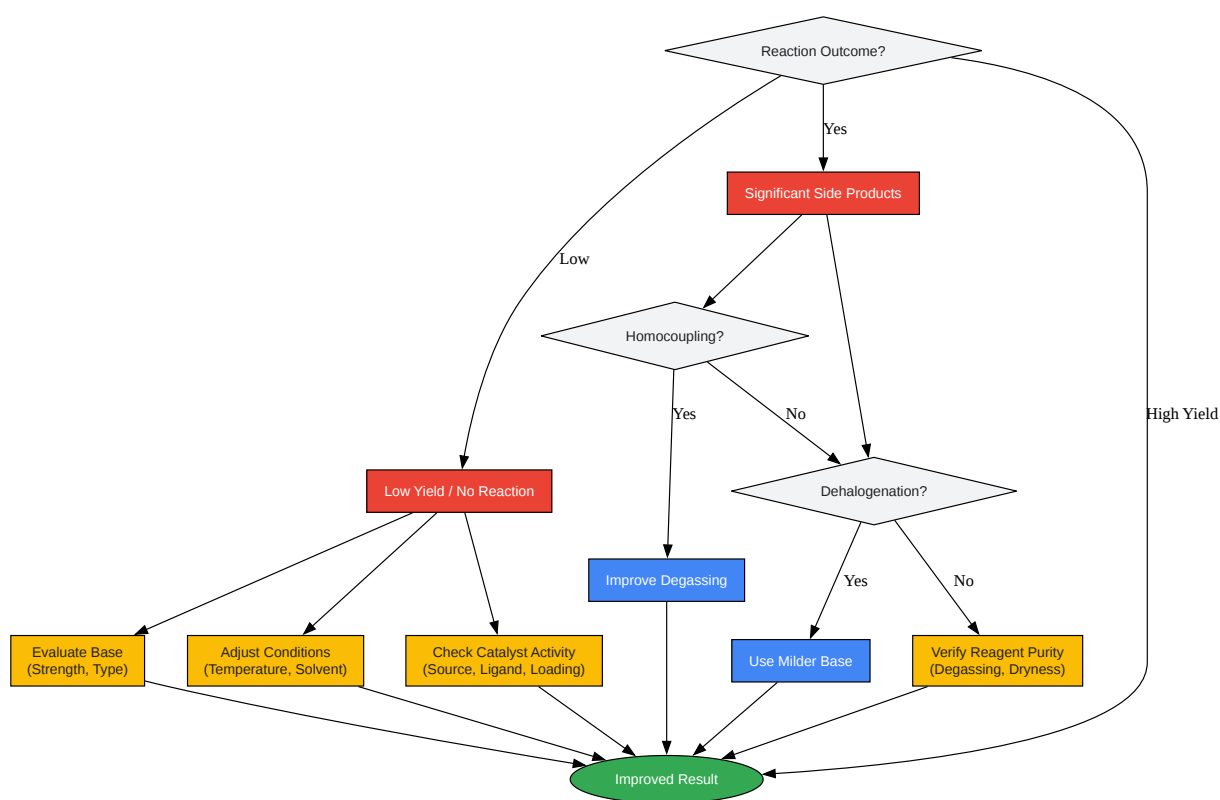 Reaction Outcome?
Yes
Significant Side Products
Low
Homocoupling?
Yes
No
High Yield
Low Yield / No Reaction
Dehalogenation?
Improve Degassing
Yes
No
Evaluate Base
(Strength, Type)
Adjust Conditions
(Temperature, Solvent)
Check Catalyst Activity
(Source, Ligand, Loading)
Use Milder Base
Verify Reagent Purity
(Degassing, Dryness)
Improved Result